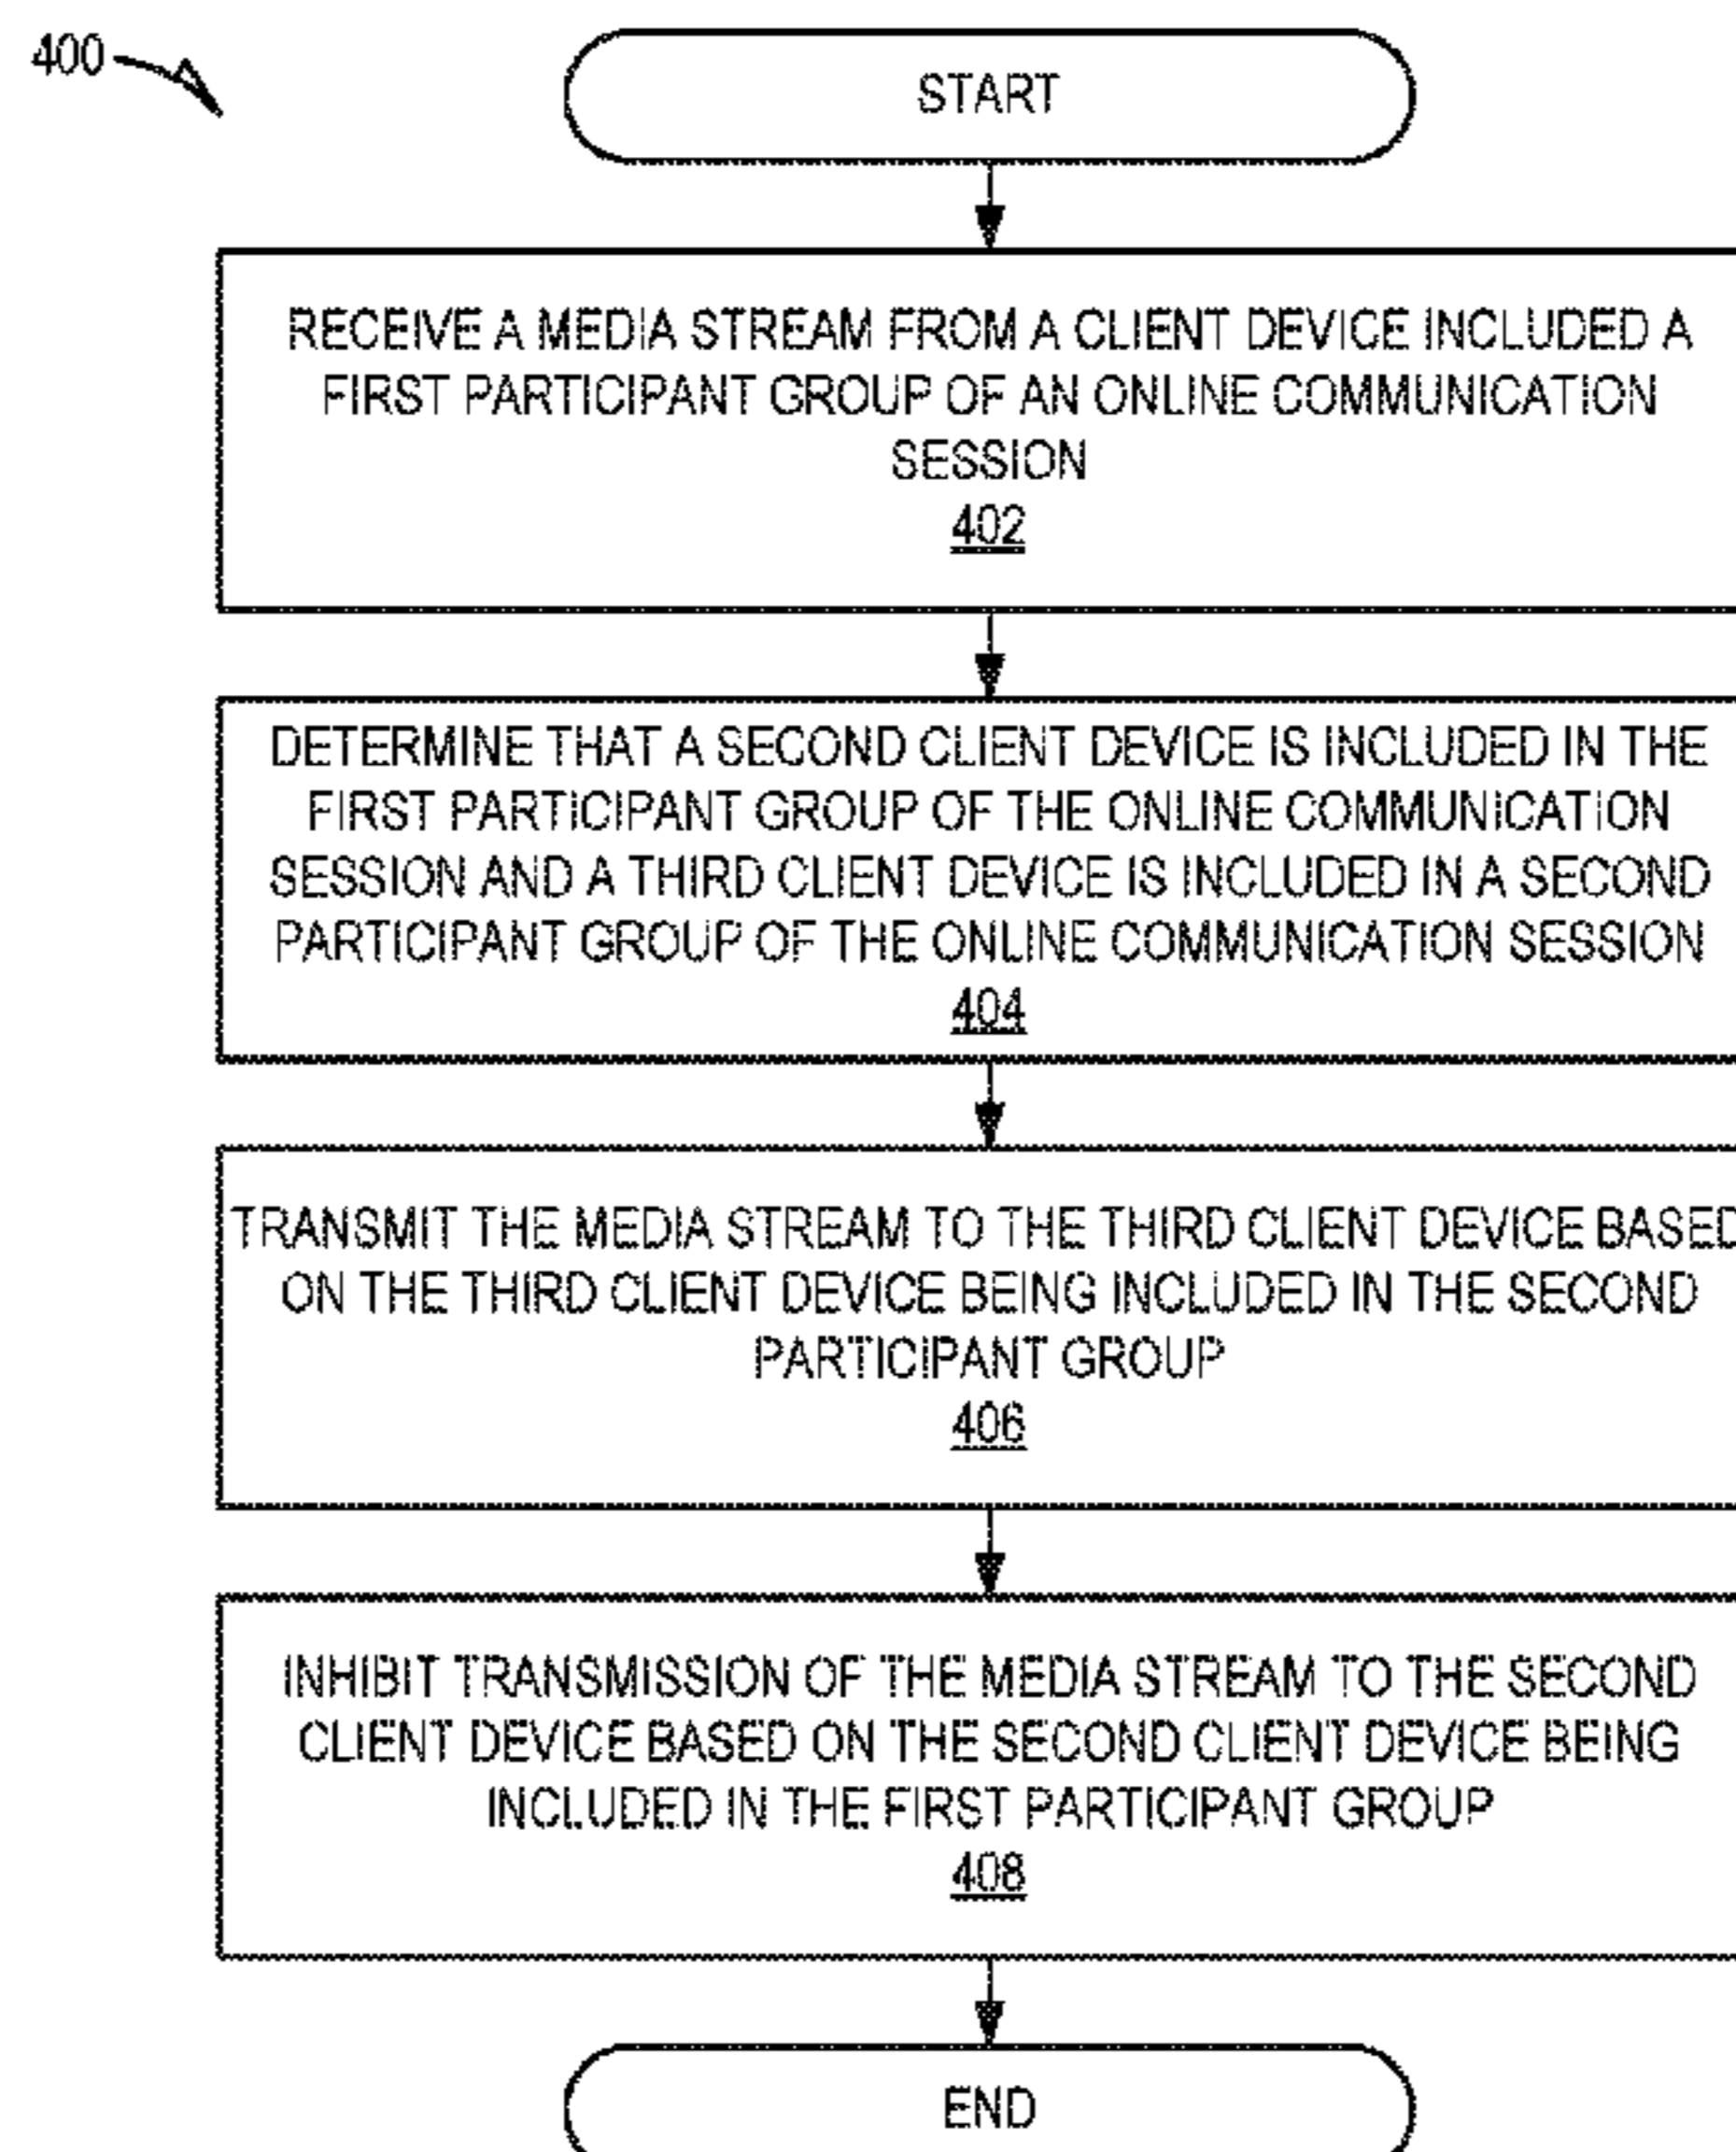 400
START
RECEIVE A MEDIA STREAM FROM A CLIENT DEVICE INCLUDED A
FIRST PARTICIPANT GROUP OF AN ONLINE COMMUNICATION
SESSION
402
DETERMINE THAT A SECOND CLIENT DEVICE IS INCLUDED IN THE
FIRST PARTICIPANT GROUP OF THE ONLINE COMMUNICATION
SESSION AND A THIRD CLIENT DEVICE IS INCLUDED IN A SECOND
PARTICIPANT GROUP OF THE ONLINE COMMUNICATION SESSION
404
TRANSMIT THE MEDIA STREAM TO THE THIRD CLIENT DEVICE BASED
ON THE THIRD CLIENT DEVICE BEING INCLUDED IN THE SECOND
PARTICIPANT GROUP
406
INHIBIT TRANSMISSION OF THE MEDIA STREAM TO THE SECOND
CLIENT DEVICE BASED ON THE SECOND CLIENT DEVICE BEING
INCLUDED IN THE FIRST PARTICIPANT GROUP
408
END